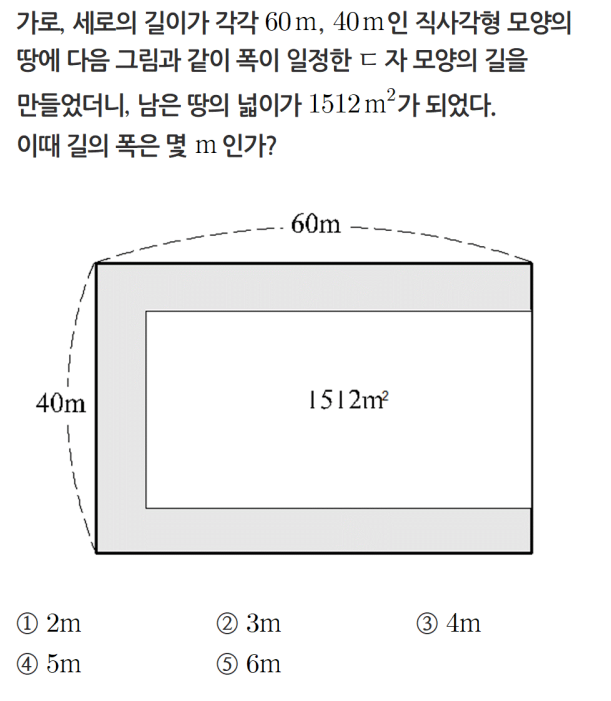 가로, 세로의 길이가 각각 60 m, 40 m인 직사각형 모양의
땅에 다음 그림과 같이 폭이 일정한 ㄷ 자 모양의 길을
만들었더니, 남은 땅의 넓이가 1512 m²가 되었다.
이때 길의 폭은 몇 m 인가?
60m
40m
1512m²
① 2m ② 3m ③ 4m
④ 5m ⑤ 6m